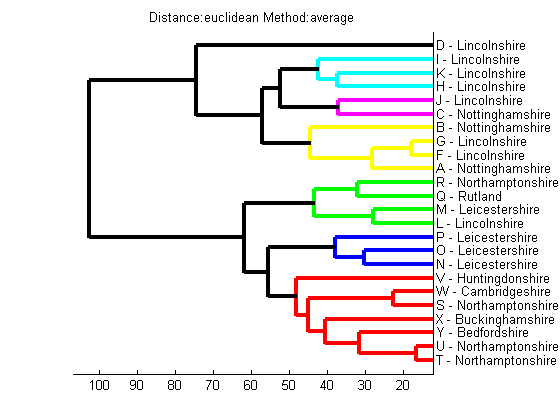 Distance:euclidean Method:average
D - Lincolnshire
I - Lincolnshire
K - Lincolnshire
H - Lincolnshire
J - Lincolnshire
C - Nottinghamshire
B - Nottinghamshire
G - Lincolnshire
F - Lincolnshire
A - Nottinghamshire
R - Northamptonshire
Q - Rutland
M - Leicestershire
L - Lincolnshire
P - Leicestershire
O - Leicestershire
N - Leicestershire
V - Huntingdonshire
W - Cambridgeshire
S - Northamptonshire
X - Buckinghamshire
Y - Bedfordshire
U - Northamptonshire
T - Northamptonshire
100 90 80 70 60 50 40 30 20